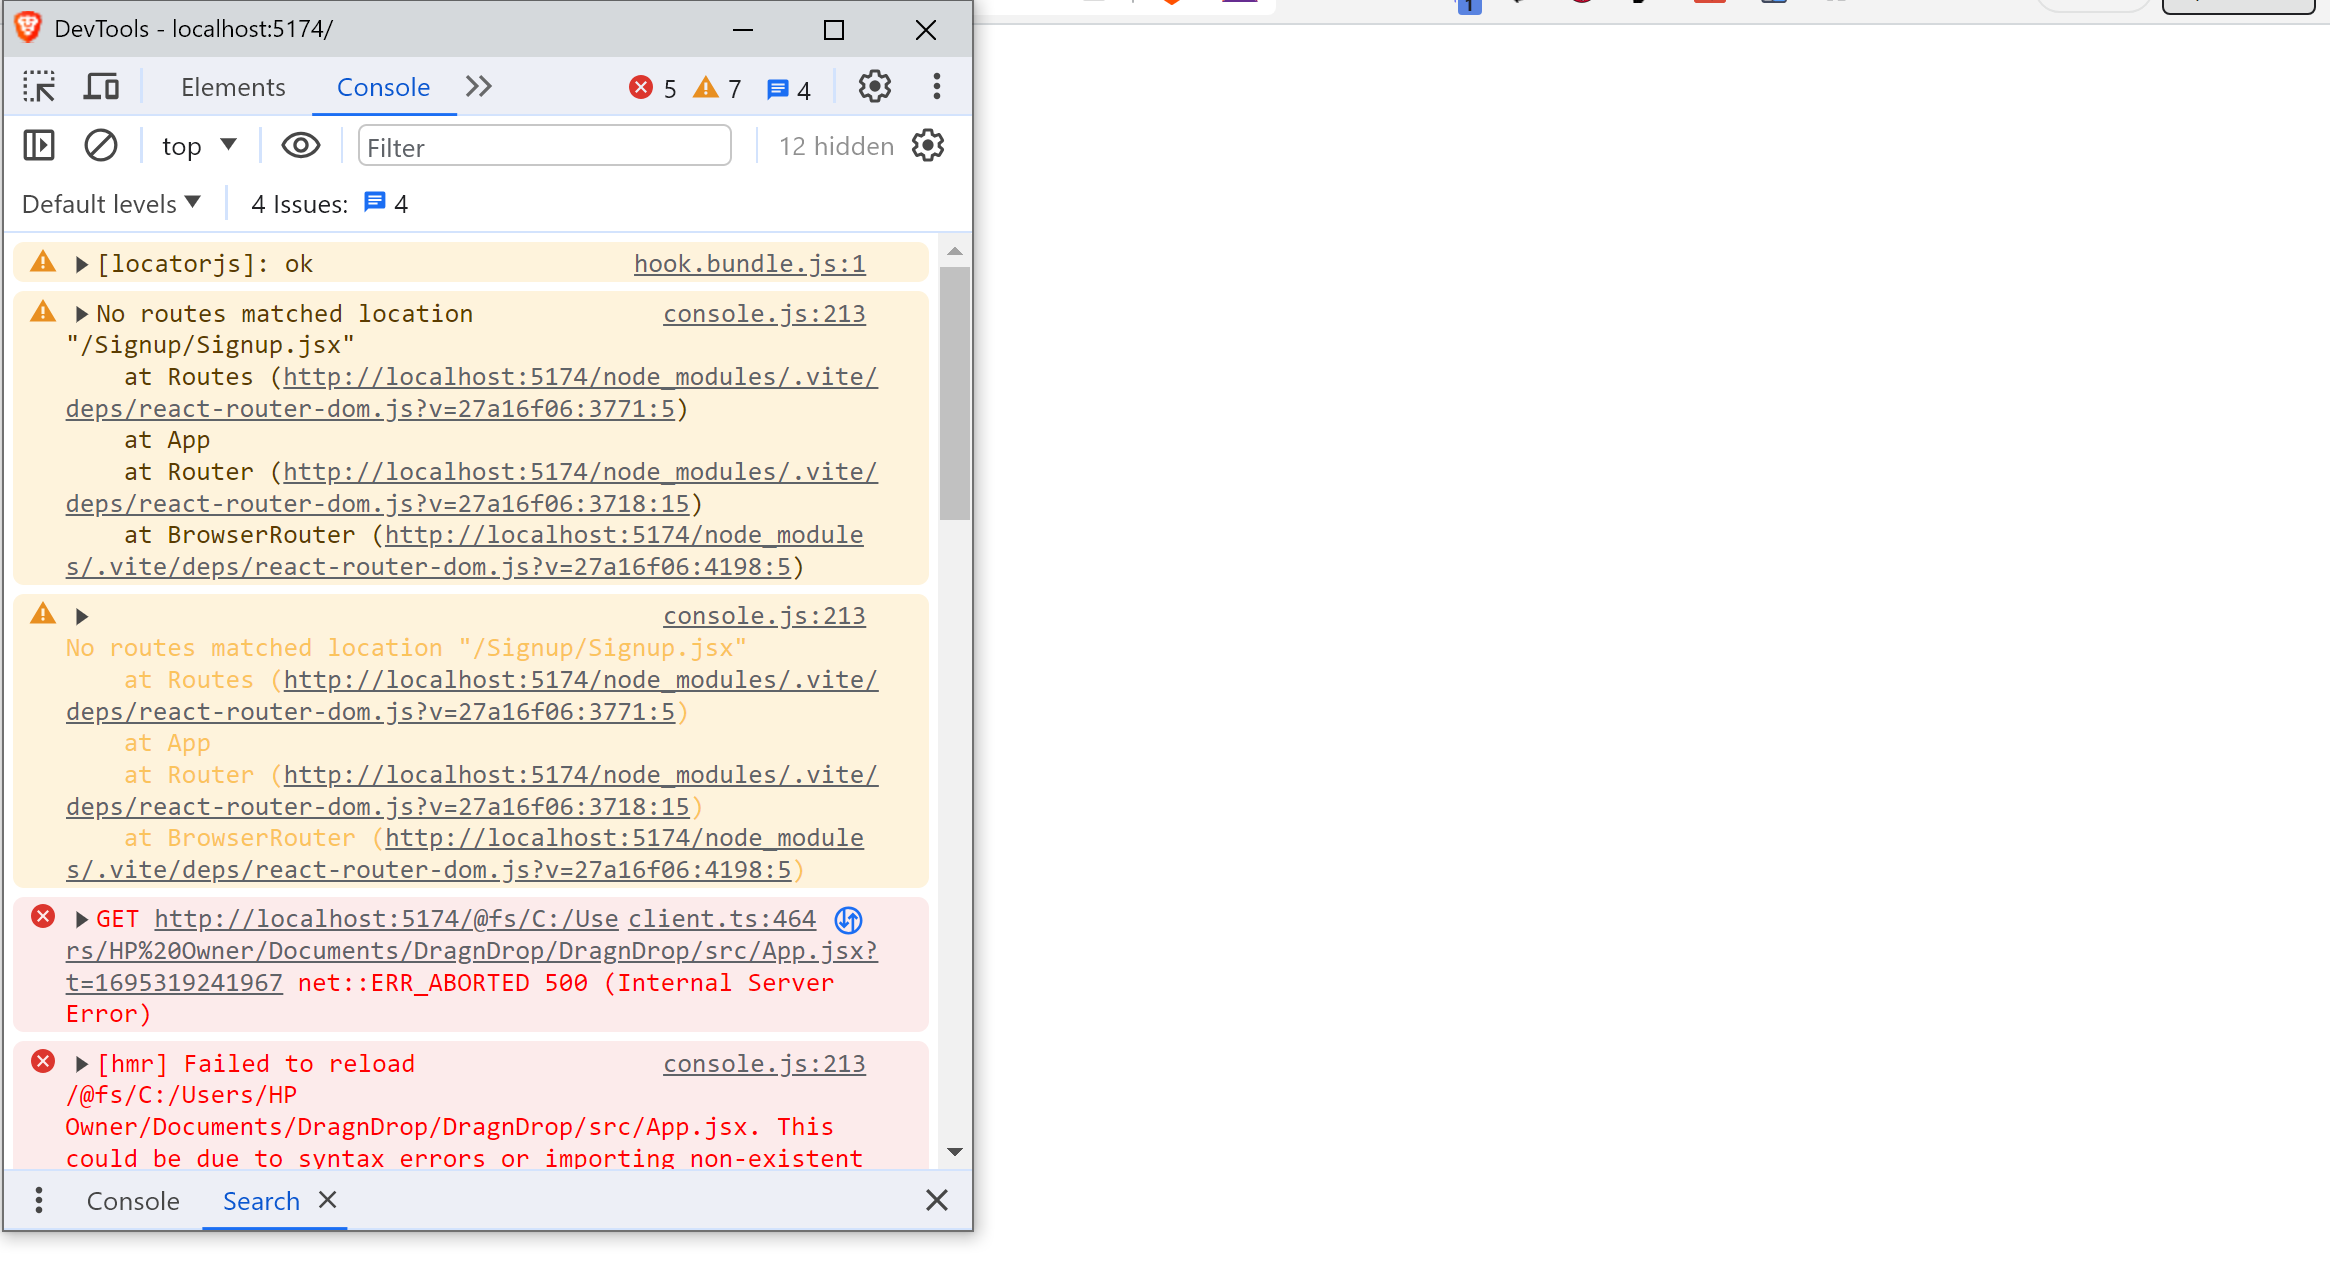 DevTools - localhost:5174/
Elements Console 5 7 4
top Filter 12 hidden
Default levels 4 Issues: 4
[locatorjs]: ok hook.bundle.js:1
No routes matched location console.js:213
"/Signup/Signup.jsx"
at Routes (http://localhost:5174/node_modules/.vite/
deps/react-router-dom.js?v=27a16f06:3771:5)
at App
at Router (http://localhost:5174/node_modules/.vite/
deps/react-router-dom.js?v=27a16f06:3718:15)
at BrowserRouter (http://localhost:5174/node_module
s/.vite/deps/react-router-dom.js?v=27a16f06:4198:5)
console.js:213
No routes matched location "/Signup/Signup.jsx"
at Routes (http://localhost:5174/node_modules/.vite/
deps/react-router-dom.js?v=27a16f06:3771:5)
at App
at Router (http://localhost:5174/node_modules/.vite/
deps/react-router-dom.js?v=27a16f06:3718:15)
at BrowserRouter (http://localhost:5174/node_module
s/.vite/deps/react-router-dom.js?v=27a16f06:4198:5)
GET http://localhost:5174/@fs/C:/Use client.ts:464
rs/HP%20Owner/Documents/DragnDrop/DragnDrop/src/App.jsx?
t=1695319241967 net::ERR_ABORTED 500 (Internal Server
Error)
[hmr] Failed to reload console.js:213
/@fs/C:/Users/HP
Owner/Documents/DragnDrop/DragnDrop/src/App.jsx. This
could be due to syntax errors or importing non-existent
Console Search
1